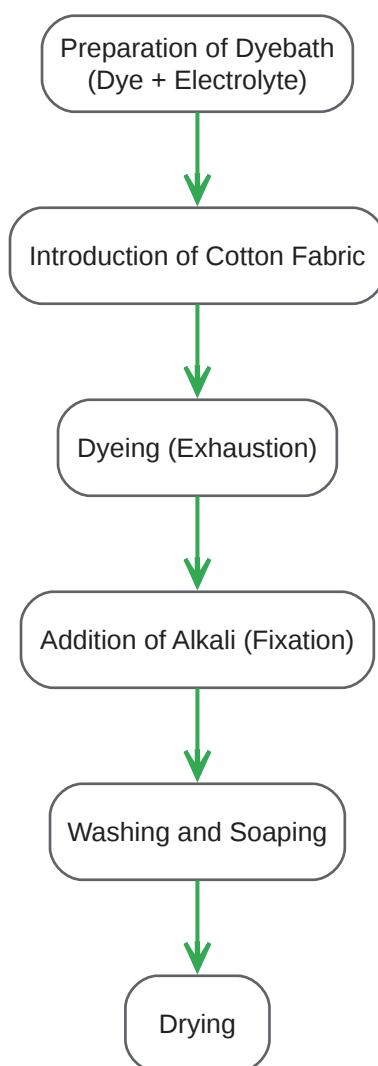 Preparation of Dyebath
(Dye + Electrolyte)
Introduction of Cotton Fabric
Dyeing (Exhaustion)
Addition of Alkali (Fixation)
Washing and Soaping
Drying